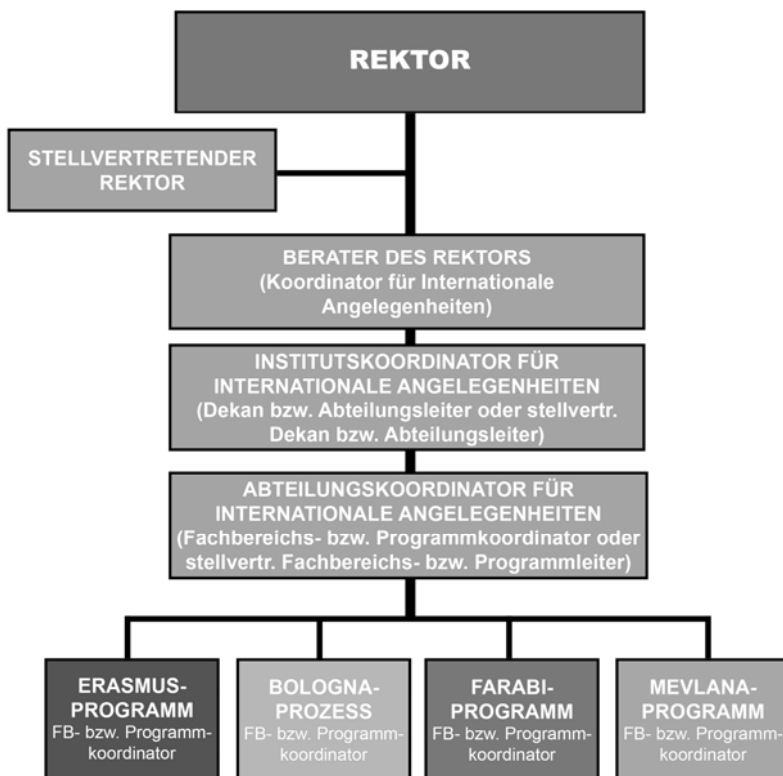 REKTOR
STELLVERTRETENDER
REKTOR
BERATER DES REKTORS
(Koordinator für Internationale
Angelegenheiten)
INSTITUTSKOORDINATOR FÜR
INTERNATIONALE ANGELEGENHEITEN
(Dekan bzw. Abteilungsleiter oder stellvertr.
Dekan bzw. Abteilungsleiter)
ABTEILUNGSKOORDINATOR FÜR
INTERNATIONALE ANGELEGENHEITEN
(Fachbereichs- bzw. Programmkoordinator oder
stellvertr. Fachbereichs- bzw. Programmleiter)
ERASMUS-
PROGRAMM
FB- bzw. Programm-
koordinator
BOLOGNA-
PROZESS
FB- bzw. Programm-
koordinator
FARABI-
PROGRAMM
FB- bzw. Programm-
koordinator
MEVLANA-
PROGRAMM
FB- bzw. Programm-
koordinator